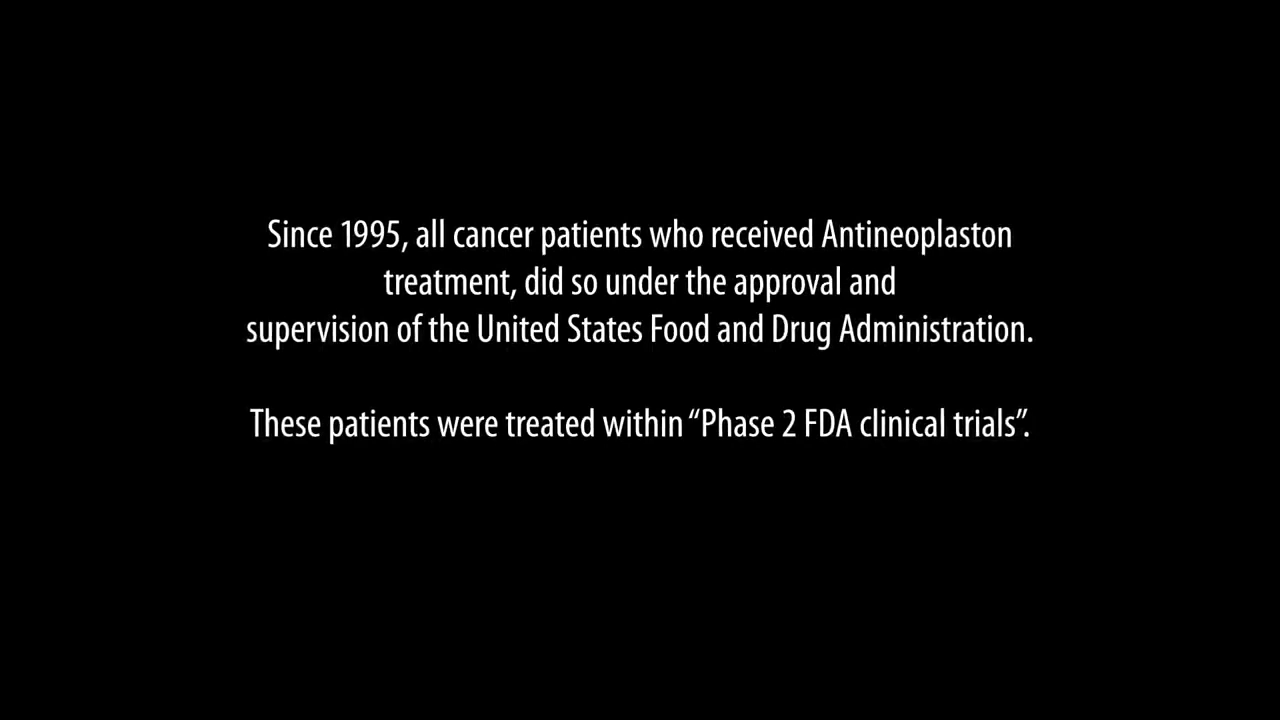 Since 1995, all cancer patients who received Antineoplaston
treatment, did so under the approval and
supervision of the United States Food and Drug Administration.
These patients were treated within “Phase 2 FDA clinical trials”.